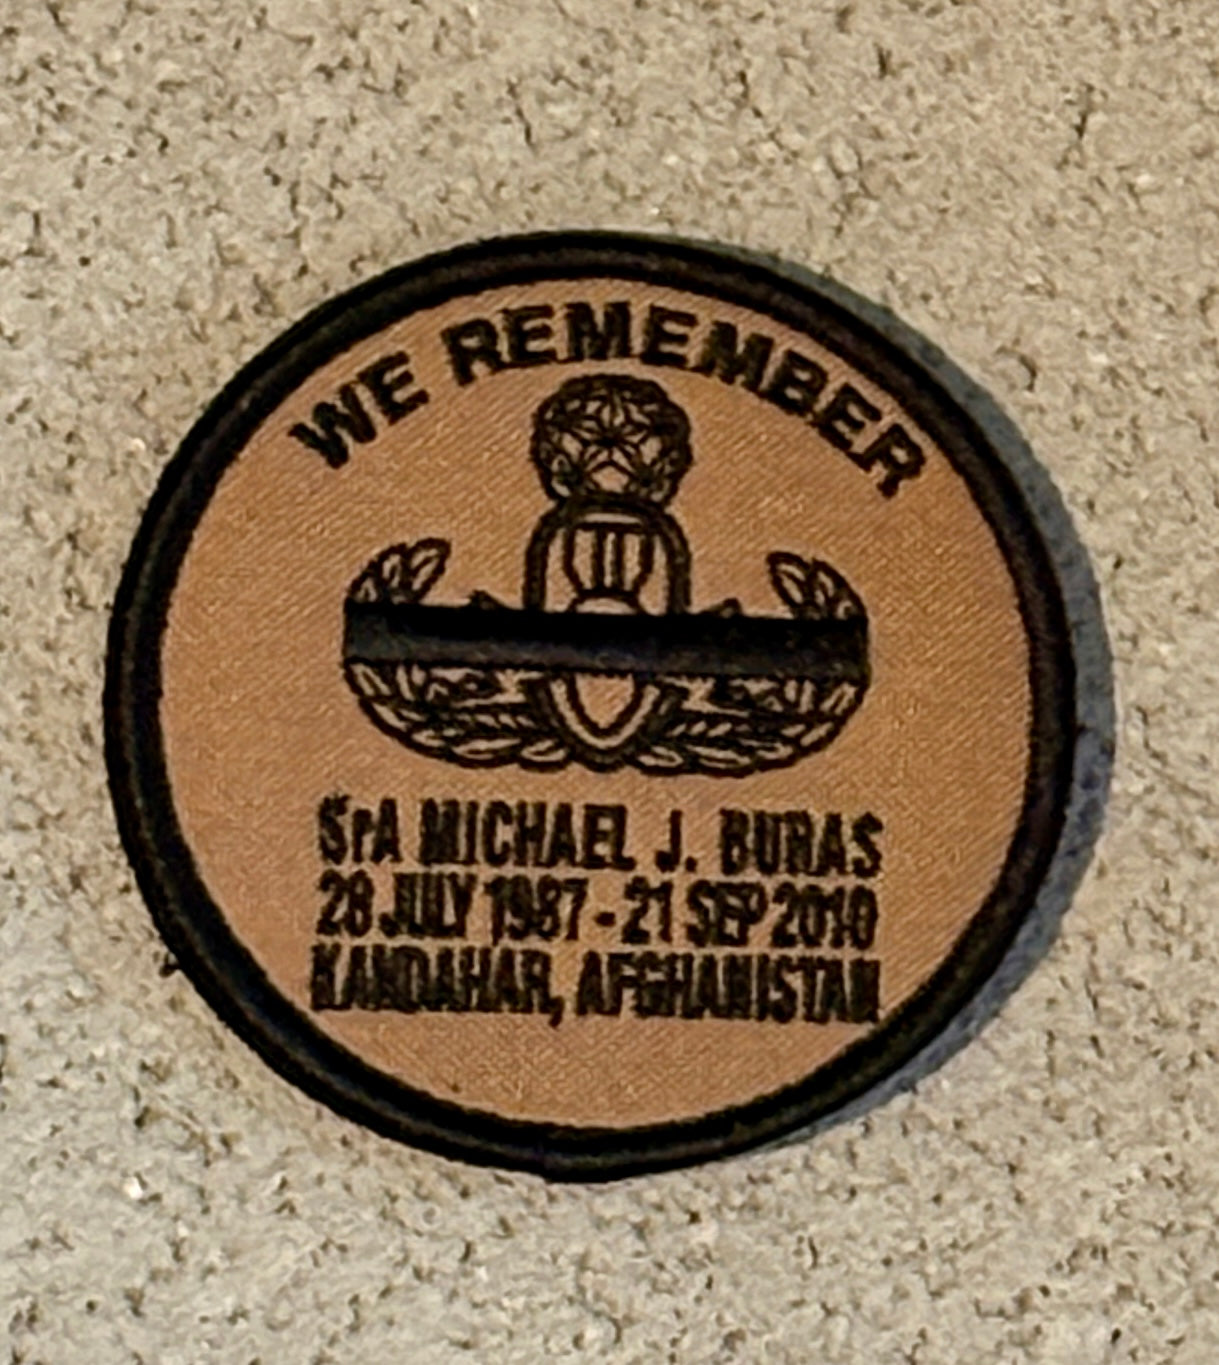 WE REMEMBER
SrA MICHAEL J. BURAS
28 JULY 1987 - 21 SEP 2010
KANDAHAR, AFGHANISTAN